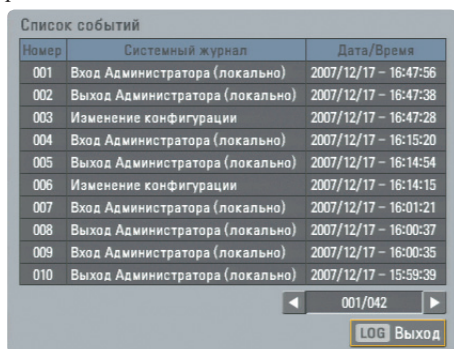 Список событий
Номер Системный журнал Дата/Время
001 Вход Администратора (локально) 2007/12/17 - 16:47:56
002 Выход Администратора (локально) 2007/12/17 - 16:47:38
003 Изменение конфигурации 2007/12/17 - 16:47:28
004 Вход Администратора (локально) 2007/12/17 - 16:15:20
005 Выход Администратора (локально) 2007/12/17 - 16:14:54
006 Изменение конфигурации 2007/12/17 - 16:14:15
007 Вход Администратора (локально) 2007/12/17 - 16:01:21
008 Выход Администратора (локально) 2007/12/17 - 16:00:37
009 Вход Администратора (локально) 2007/12/17 - 16:00:35
010 Выход Администратора (локально) 2007/12/17 - 15:59:39
001/042
LOG Выход